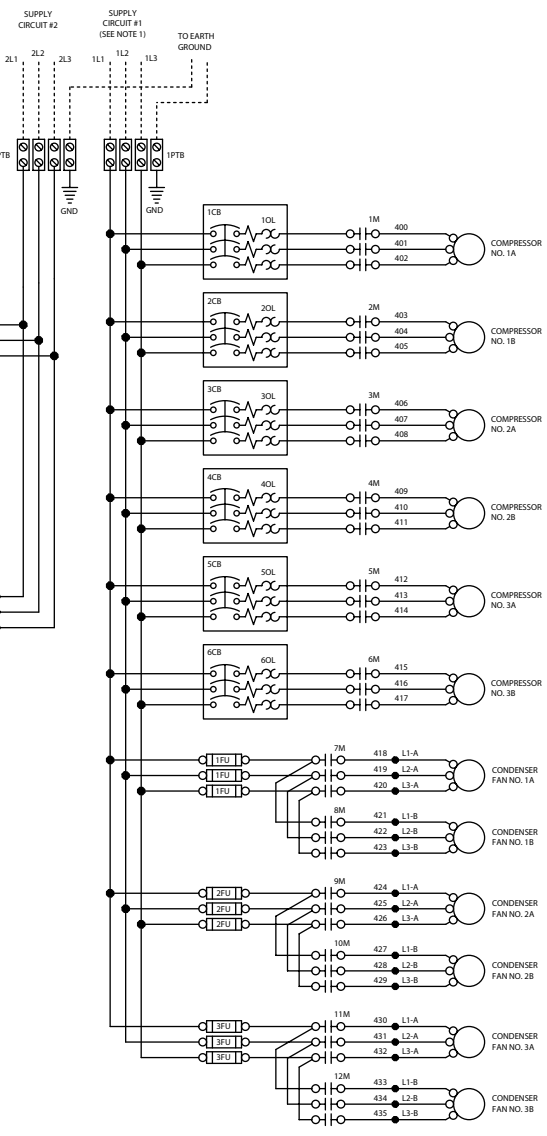 SUPPLY
CIRCUIT #2
SUPPLY
CIRCUIT #1
(SEE NOTE 1)
TO EARTH
GROUND
2L1
2L2
2L3
1L1
1L2
1L3
1PTB
GND
GND
1CB
1OL
1M
400
401
402
COMPRESSOR
NO. 1A
2CB
2OL
2M
403
404
405
COMPRESSOR
NO. 1B
3CB
3OL
3M
406
407
408
COMPRESSOR
NO. 2A
4CB
4OL
4M
409
410
411
COMPRESSOR
NO. 2B
5CB
5OL
5M
412
413
414
COMPRESSOR
NO. 3A
6CB
6OL
6M
415
416
417
COMPRESSOR
NO. 3B
7M
1FU
418 L1-A
1FU
419 L2-A
1FU
420 L3-A
CONDENSER
FAN NO. 1A
8M
421 L1-B
422 L2-B
423 L3-B
CONDENSER
FAN NO. 1B
9M
2FU
424 L1-A
2FU
425 L2-A
2FU
426 L3-A
CONDENSER
FAN NO. 2A
10M
427 L1-B
428 L2-B
429 L3-B
CONDENSER
FAN NO. 2B
11M
3FU
430 L1-A
3FU
431 L2-A
3FU
432 L3-A
CONDENSER
FAN NO. 3A
12M
433 L1-B
434 L2-B
435 L3-B
CONDENSER
FAN NO. 3B